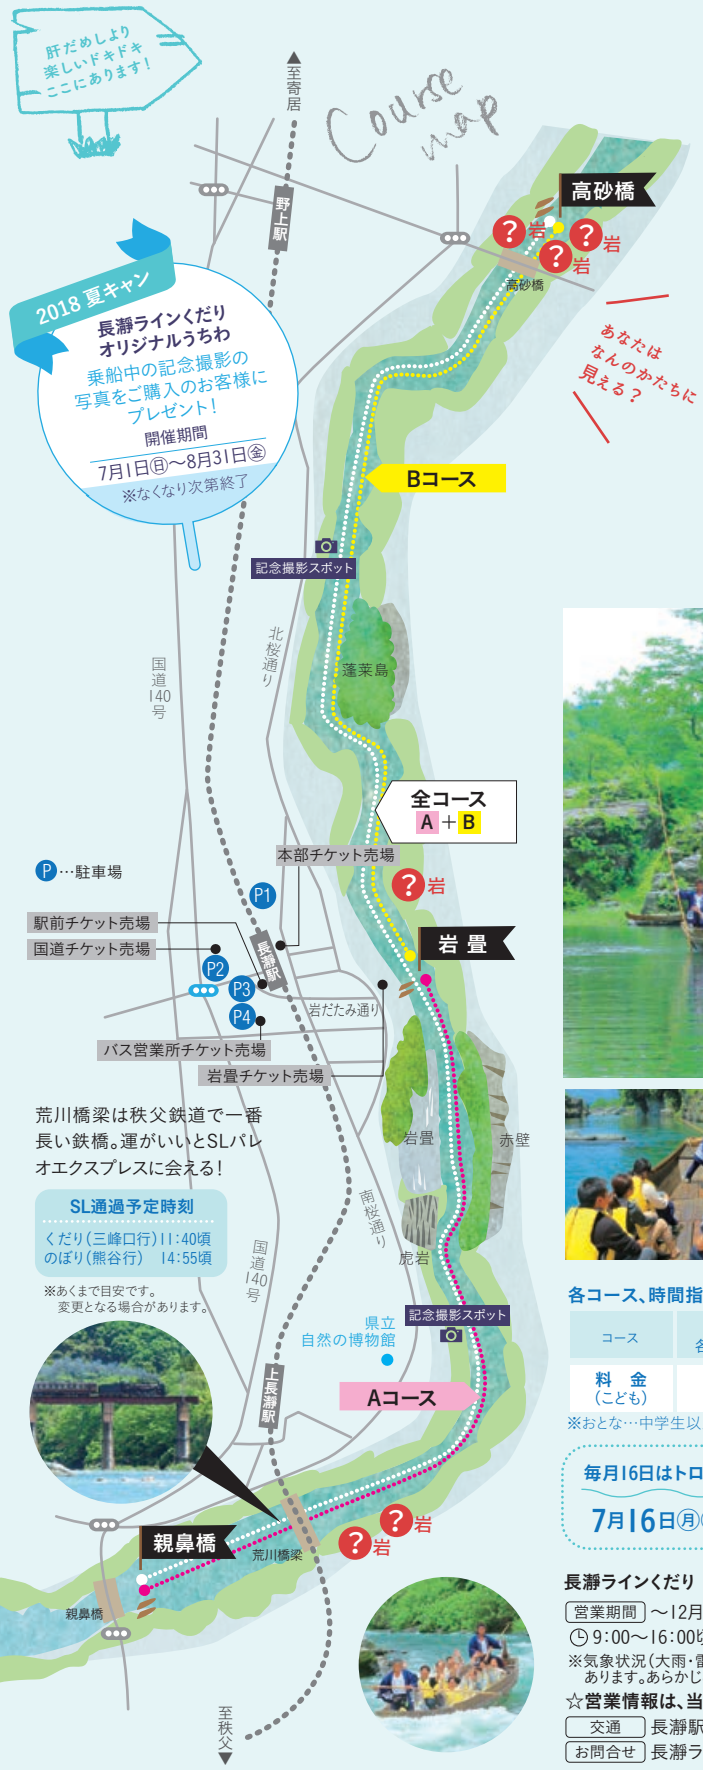 肝だめしより
楽しいドキドキ
ここにあります!
至寄居
Course
map
野上駅
高砂橋
?岩
?岩
?岩
高砂橋
あなたは
なんのかたちに
見える?
2018 夏キャン
長瀞ラインくだり
オリジナルうちわ
乗船中の記念撮影の
写真をご購入のお客様に
プレゼント!
開催期間
7月1日㊐〜8月31日㊎
※なくなり次第終了
Bコース
記念撮影スポット
北桜通り
国道140号
蓬莱島
全コース
A+B
本部チケット売場
P…駐車場
P1
?岩
駅前チケット売場
国道チケット売場
長瀞駅
岩畳
P2
P3
P4
岩だたみ通り
バス営業所チケット売場
岩畳チケット売場
荒川橋梁は秩父鉄道で一番
長い鉄橋。運がいいとSLパレ
オエクスプレスに会える!
岩畳
赤壁
SL通過予定時刻
くだり(三峰口行)11:40頃
のぼり(熊谷行) 14:55頃
※あくまで目安です。
変更となる場合があります。
南桜通り
虎岩
国道140号
記念撮影スポット
県立
自然の博物館
上長瀞駅
Aコース
親鼻橋
荒川橋梁
?岩
?岩
親鼻橋
至秩父
各コース、時間指
コース
各
料 金
(こども)
※おとな…中学生以
毎月16日はトロ
7月16日㊊
長瀞ラインくだり
営業期間 〜12月
9:00〜16:00頃
※気象状況(大雨・雷
あります。あらかじ
☆営業情報は、当
交通 長瀞駅
お問合せ 長瀞ラ